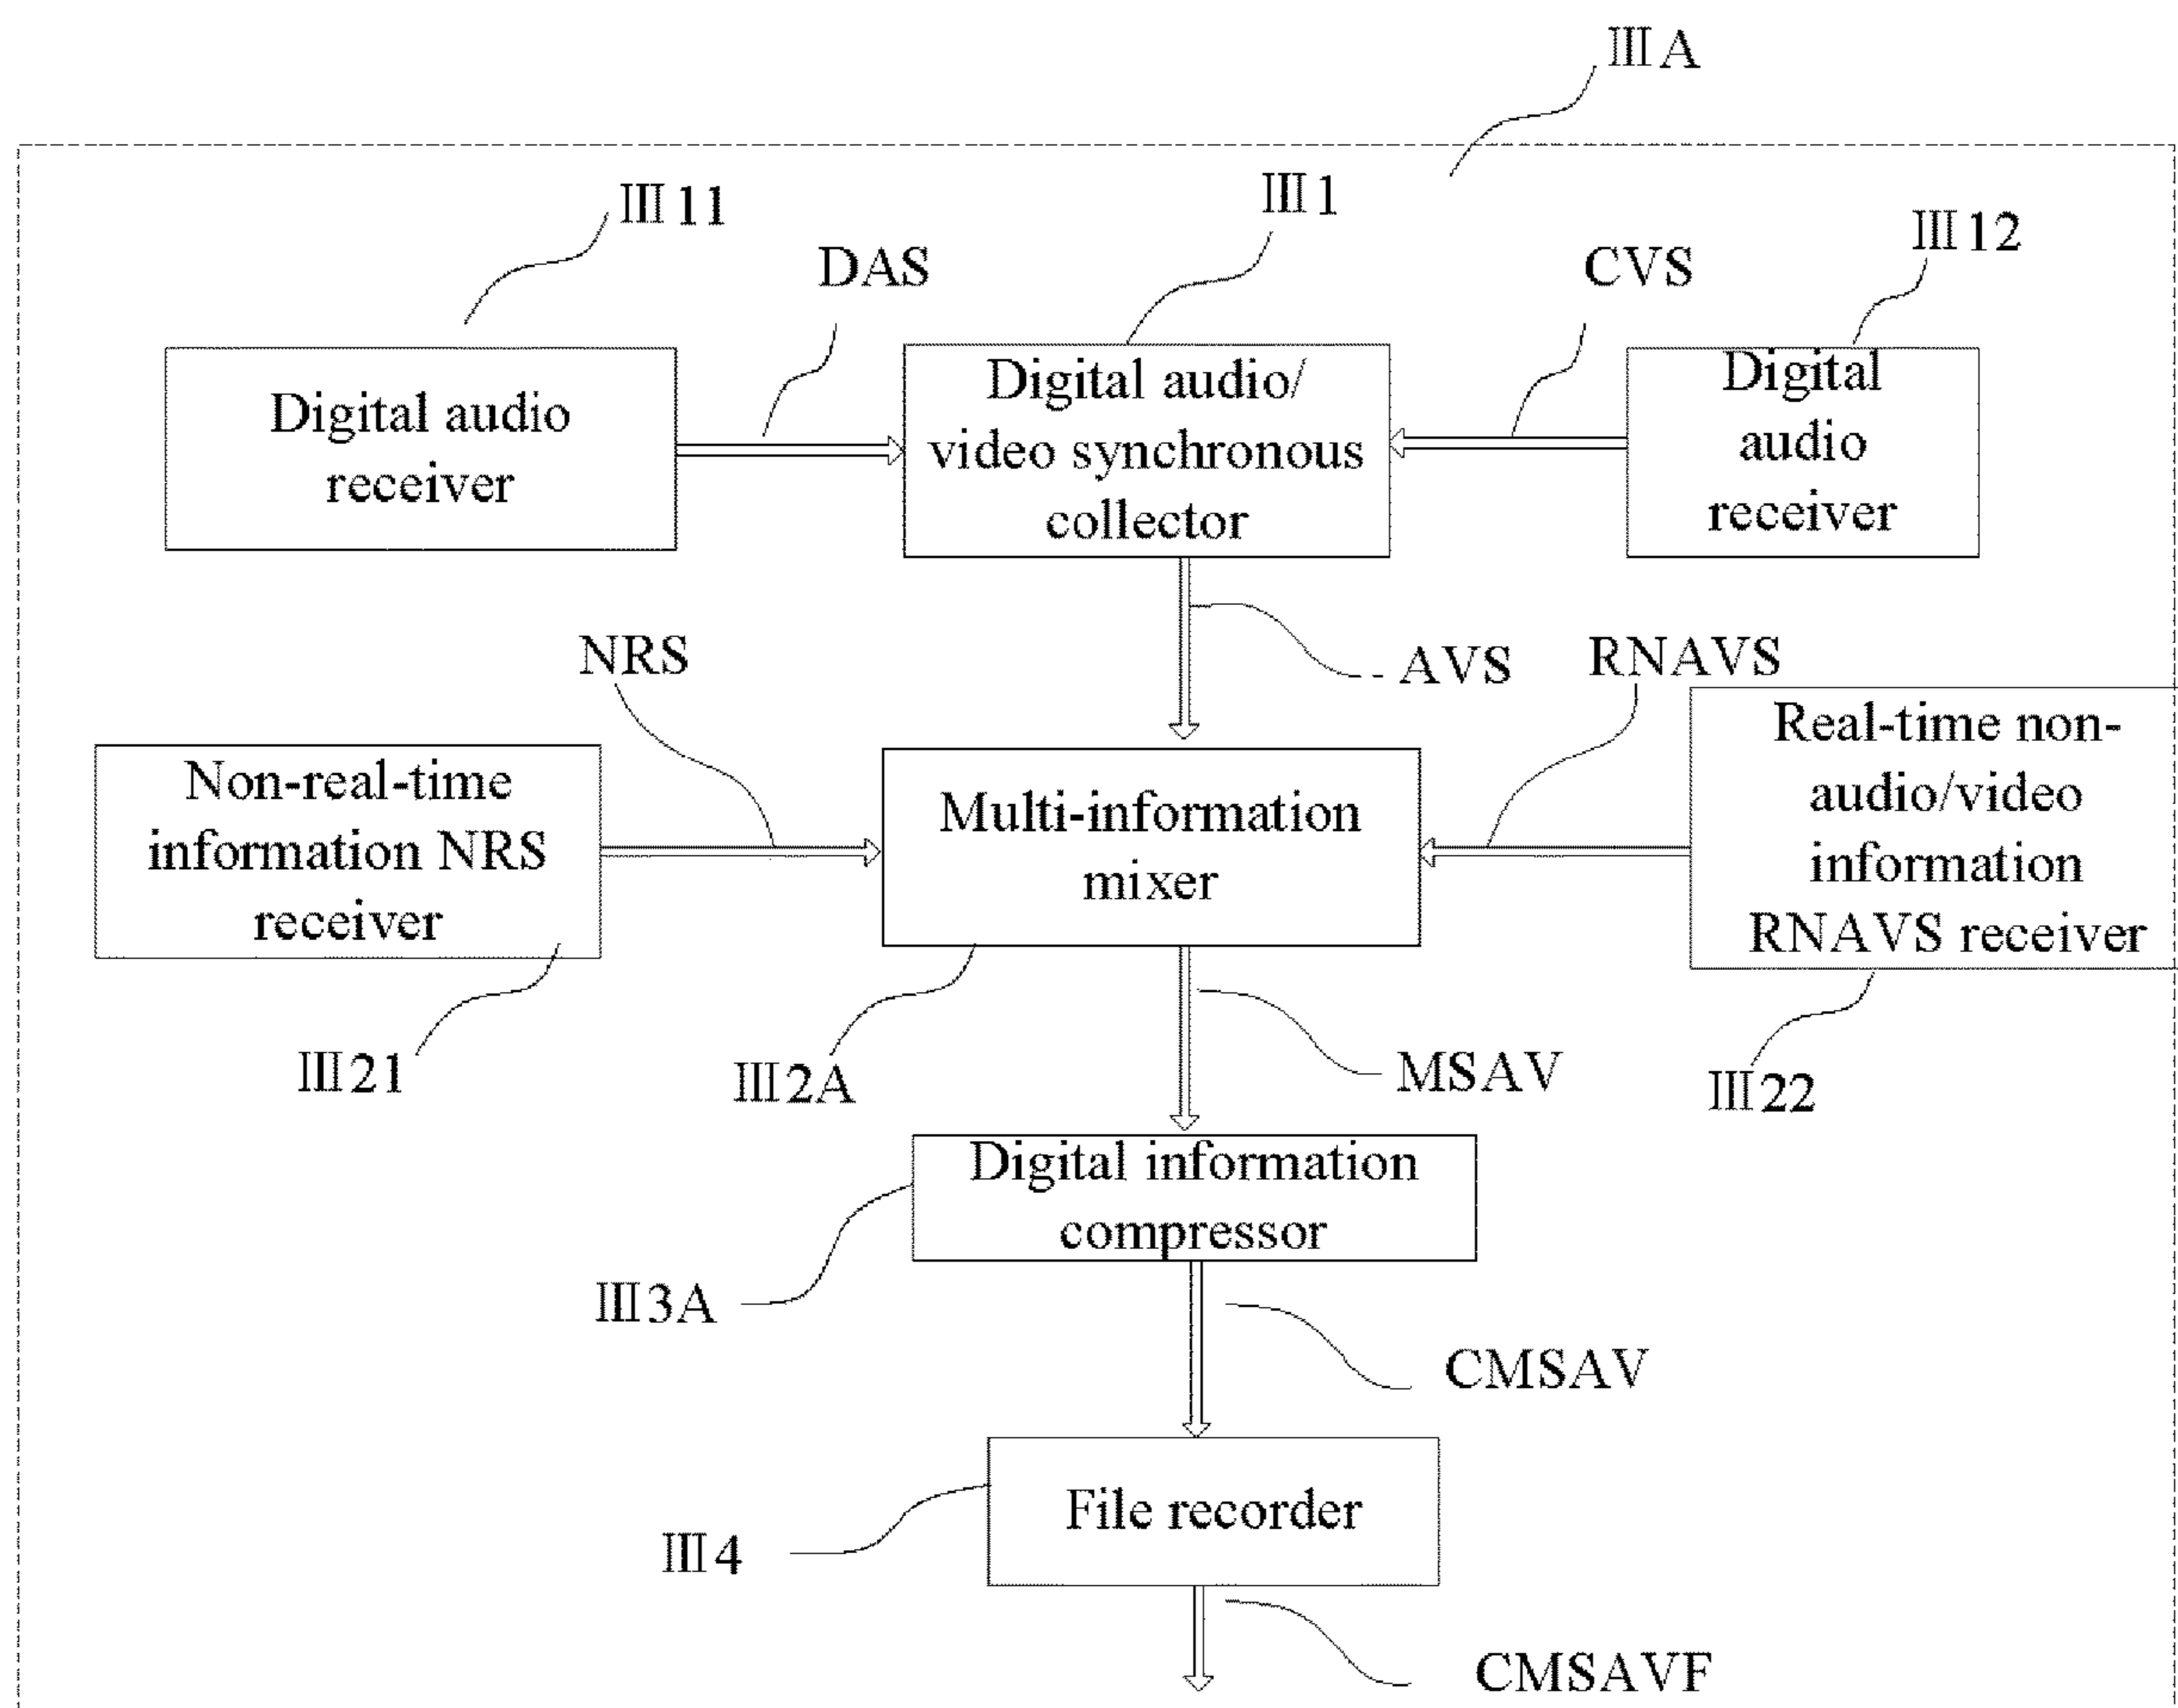 ⅢA
Ⅲ11
Ⅲ1
Ⅲ12
DAS
CVS
Digital audio
receiver
Digital audio/
video synchronous
collector
Digital
audio
receiver
NRS
AVS
RNAVS
Non-real-time
information NRS
receiver
Multi-information
mixer
Real-time non-
audio/video
information
RNAVS receiver
Ⅲ21
Ⅲ2A
MSAV
Ⅲ22
Digital information
compressor
Ⅲ3A
CMSAV
File recorder
Ⅲ4
CMSAVF